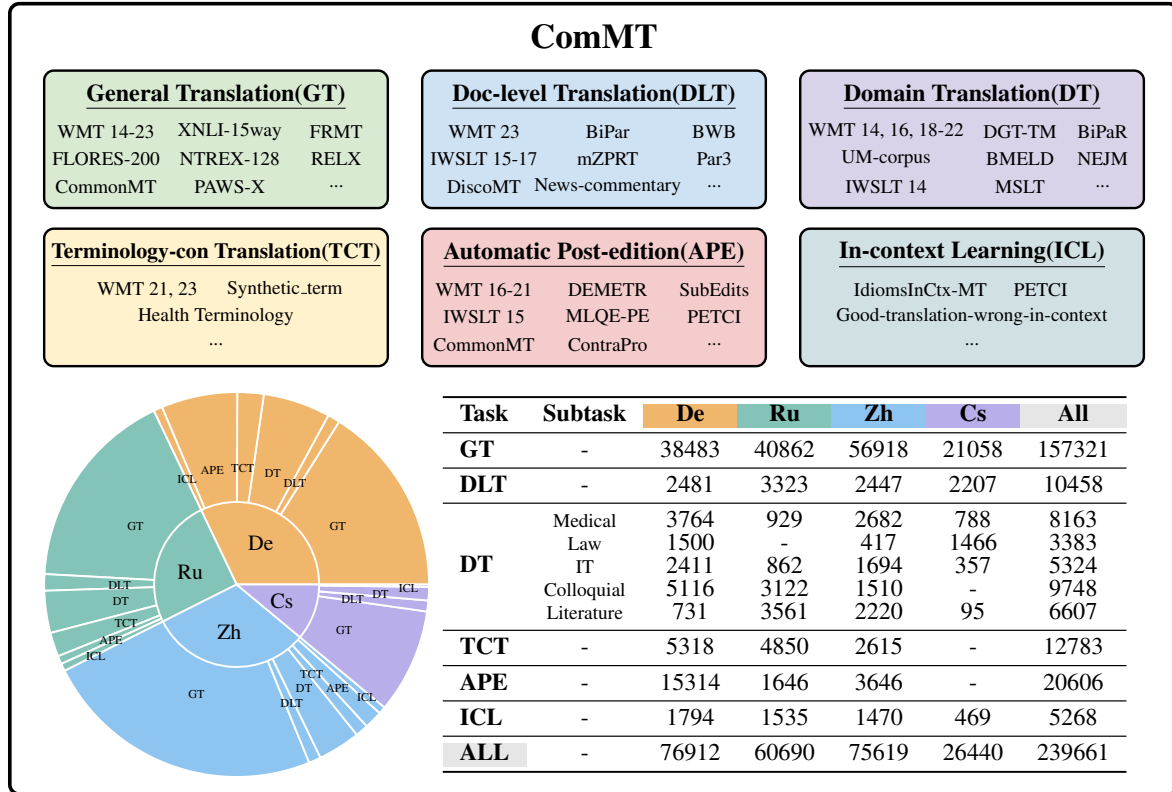 ComMT
General Translation(GT)
WMT 14-23 XNLI-15way FRMT
FLORES-200 NTREX-128 RELX
CommonMT PAWS-X ...
Doc-level Translation(DLT)
WMT 23 BiPar BWB
IWSLT 15-17 mZPRT Par3
DiscoMT News-commentary ...
Domain Translation(DT)
WMT 14, 16, 18-22 DGT-TM BiPaR
UM-corpus BMELD NEJM
IWSLT 14 MSLT ...
Terminology-con Translation(TCT)
WMT 21, 23 Synthetic_term
Health Terminology
...
Automatic Post-edition(APE)
WMT 16-21 DEMETR SubEdits
IWSLT 15 MLQE-PE PETCI
CommonMT ContraPro ...
In-context Learning(ICL)
IdiomsInCtx-MT PETCI
Good-translation-wrong-in-context
...
ICL APE TCT DT DLT GT
De
GT DLT DT TCT APE ICL
Ru
GT DLT DT TCT APE ICL
Zh
ICL DT DLT GT
Cs
Task Subtask De Ru Zh Cs All
GT - 38483 40862 56918 21058 157321
DLT - 2481 3323 2447 2207 10458
DT
Medical 3764 929 2682 788 8163
Law 1500 - 417 1466 3383
IT 2411 862 1694 357 5324
Colloquial 5116 3122 1510 - 9748
Literature 731 3561 2220 95 6607
TCT - 5318 4850 2615 - 12783
APE - 15314 1646 3646 - 20606
ICL - 1794 1535 1470 469 5268
ALL - 76912 60690 75619 26440 239661